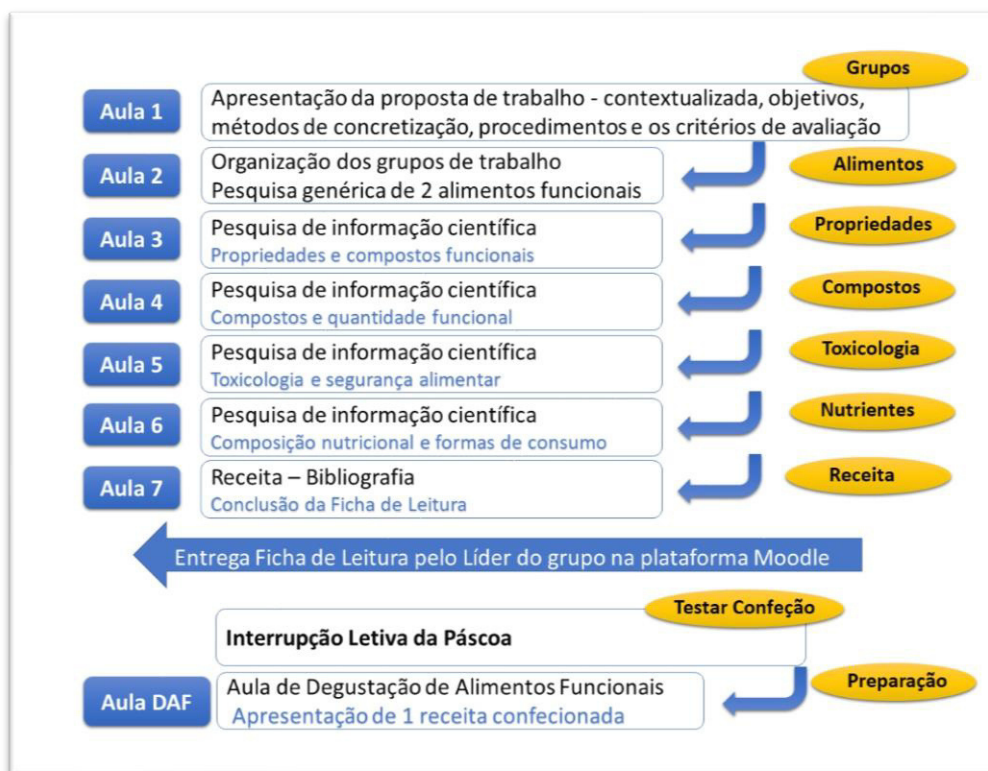 Grupos
Aula 1
Apresentação da proposta de trabalho - contextualizada, objetivos,
métodos de concretização, procedimentos e os critérios de avaliação
Aula 2
Organização dos grupos de trabalho
Pesquisa genérica de 2 alimentos funcionais
Alimentos
Aula 3
Pesquisa de informação científica
Propriedades e compostos funcionais
Propriedades
Aula 4
Pesquisa de informação científica
Compostos e quantidade funcional
Compostos
Aula 5
Pesquisa de informação científica
Toxicologia e segurança alimentar
Toxicologia
Aula 6
Pesquisa de informação científica
Composição nutricional e formas de consumo
Nutrientes
Aula 7
Receita – Bibliografia
Conclusão da Ficha de Leitura
Receita
Entrega Ficha de Leitura pelo Líder do grupo na plataforma Moodle
Testar Confeção
Interrupção Letiva da Páscoa
Aula DAF
Aula de Degustação de Alimentos Funcionais
Apresentação de 1 receita confecionada
Preparação